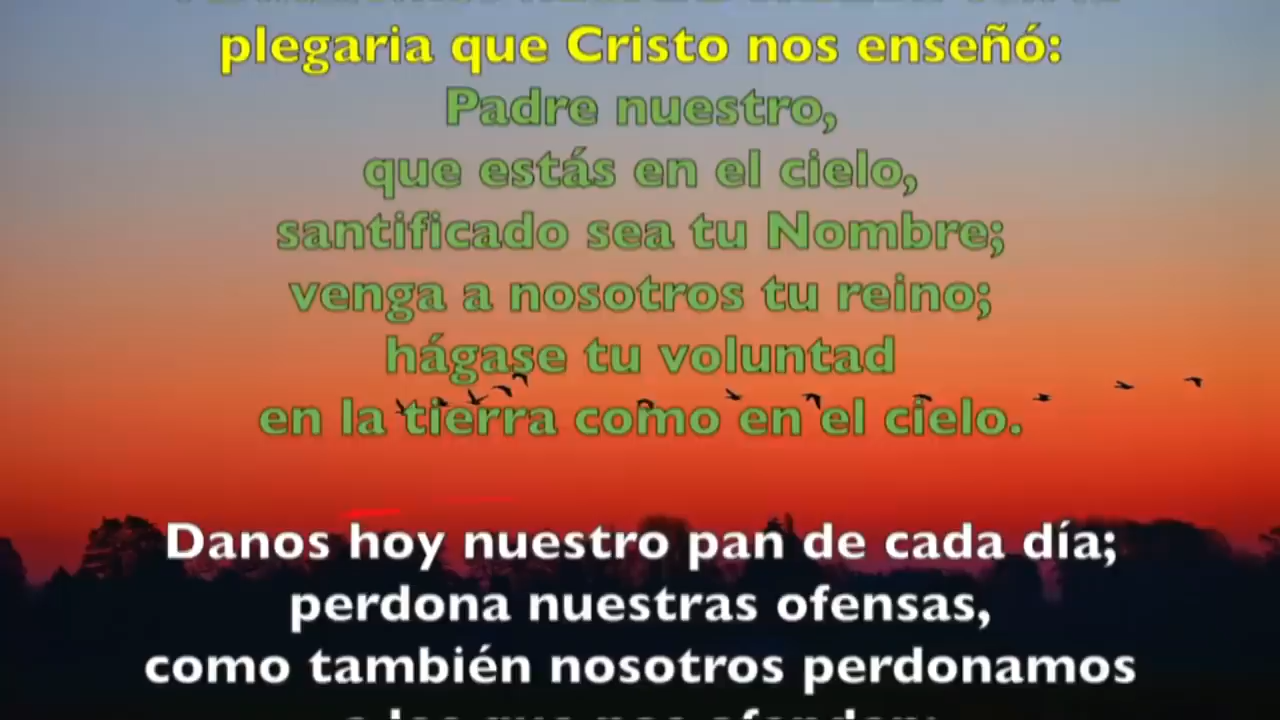 plegaria que Cristo nos enseñó:
Padre nuestro,
que estás en el cielo,
santificado sea tu Nombre;
venga a nosotros tu reino;
hágase tu voluntad
en la tierra como en el cielo.
Danos hoy nuestro pan de cada día;
perdona nuestras ofensas,
como también nosotros perdonamos